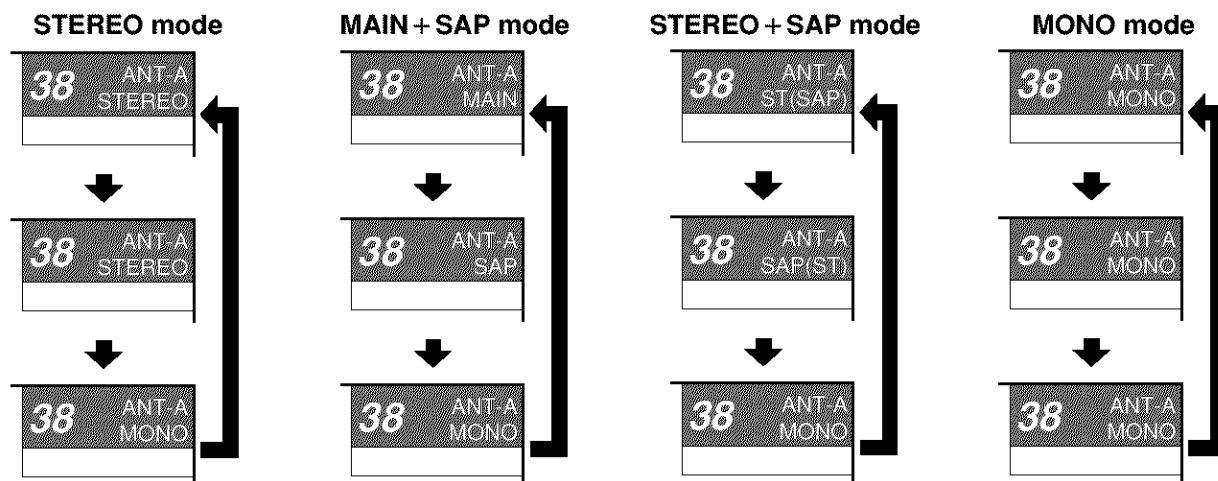 STEREO mode
38 ANT-A
STEREO
38 ANT-A
STEREO
38 ANT-A
MONO
MAIN + SAP mode
38 ANT-A
MAIN
38 ANT-A
SAP
38 ANT-A
MONO
STEREO + SAP mode
38 ANT-A
ST(SAP)
38 ANT-A
SAP(ST)
38 ANT-A
MONO
MONO mode
38 ANT-A
MONO
38 ANT-A
MONO
38 ANT-A
MONO